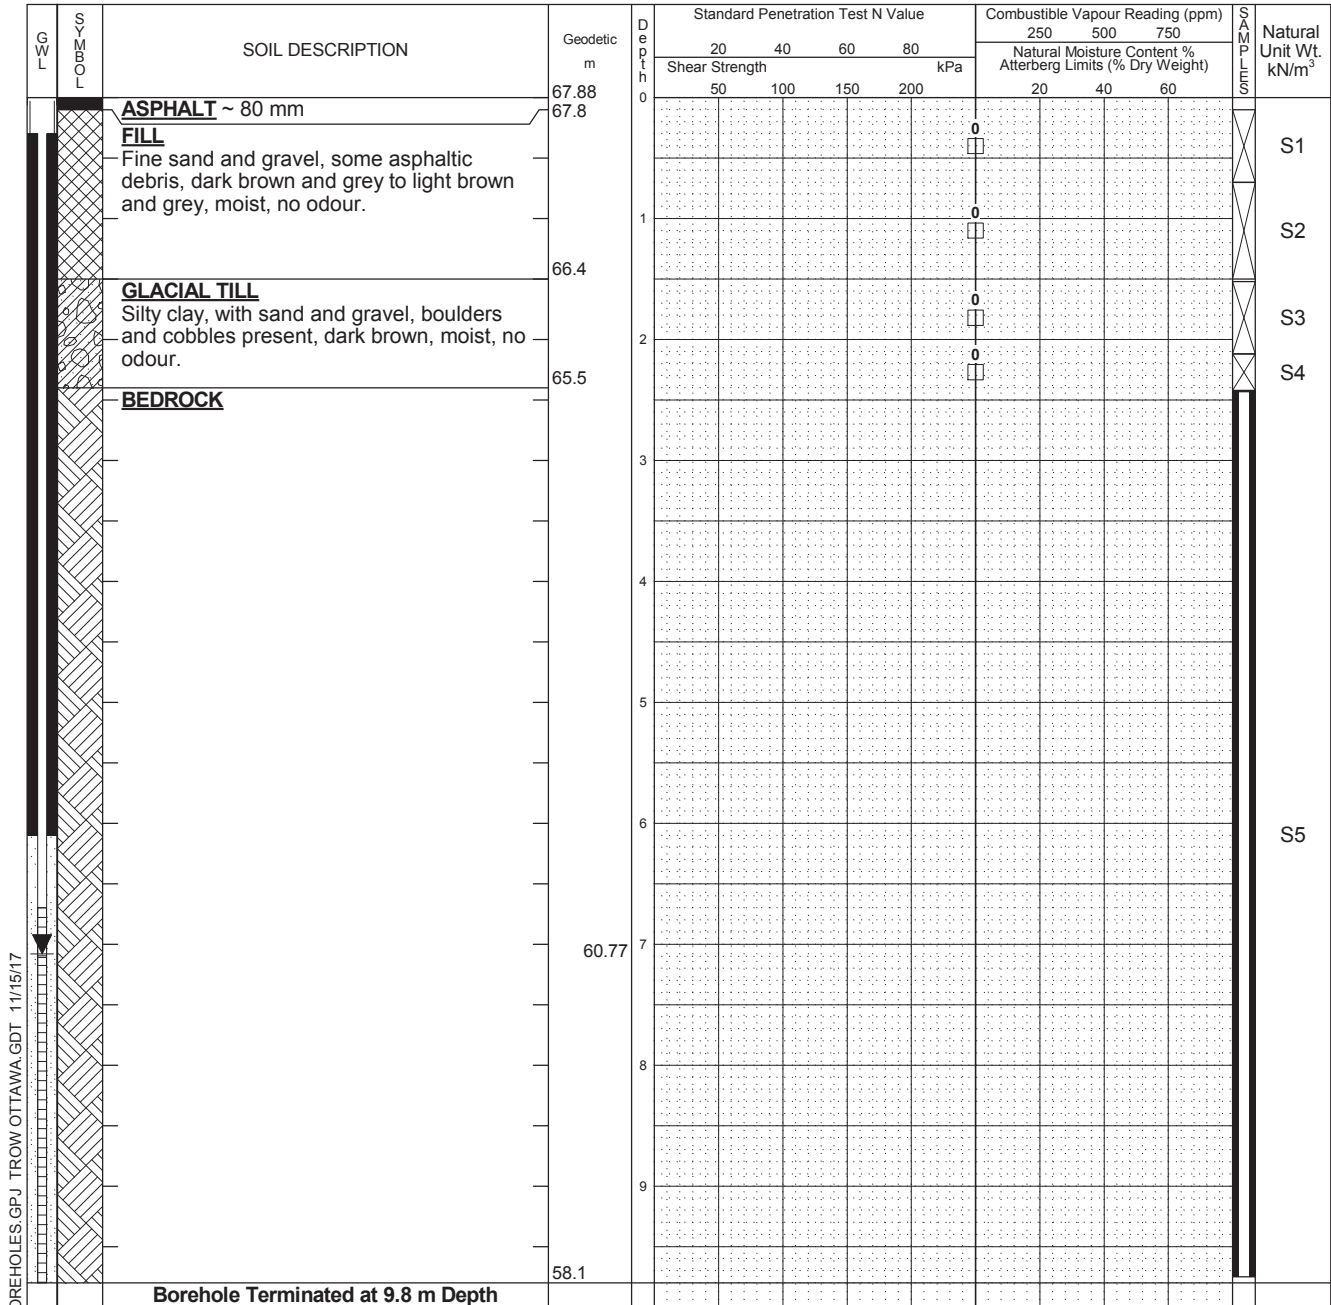 GWL
SYMBOL
SOIL DESCRIPTION
Geodetic
m
Depth
Standard Penetration Test N Value
20 40 60 80
Shear Strength kPa
50 100 150 200
Combustible Vapour Reading (ppm)
250 500 750
Natural Moisture Content %
Atterberg Limits (% Dry Weight)
20 40 60
SAMPLES
Natural
Unit Wt.
kN/m³
67.88
0
ASPHALT ~ 80 mm
67.8
FILL
Fine sand and gravel, some asphaltic
debris, dark brown and grey to light brown
and grey, moist, no odour.
0
S1
1
0
S2
66.4
GLACIAL TILL
Silty clay, with sand and gravel, boulders
and cobbles present, dark brown, moist, no
odour.
0
S3
2
0
S4
65.5
BEDROCK
3
4
5
6
S5
7
60.77
8
9
58.1
Borehole Terminated at 9.8 m Depth
OREHOLES.GPJ TROW OTTAWA.GDT 11/15/17